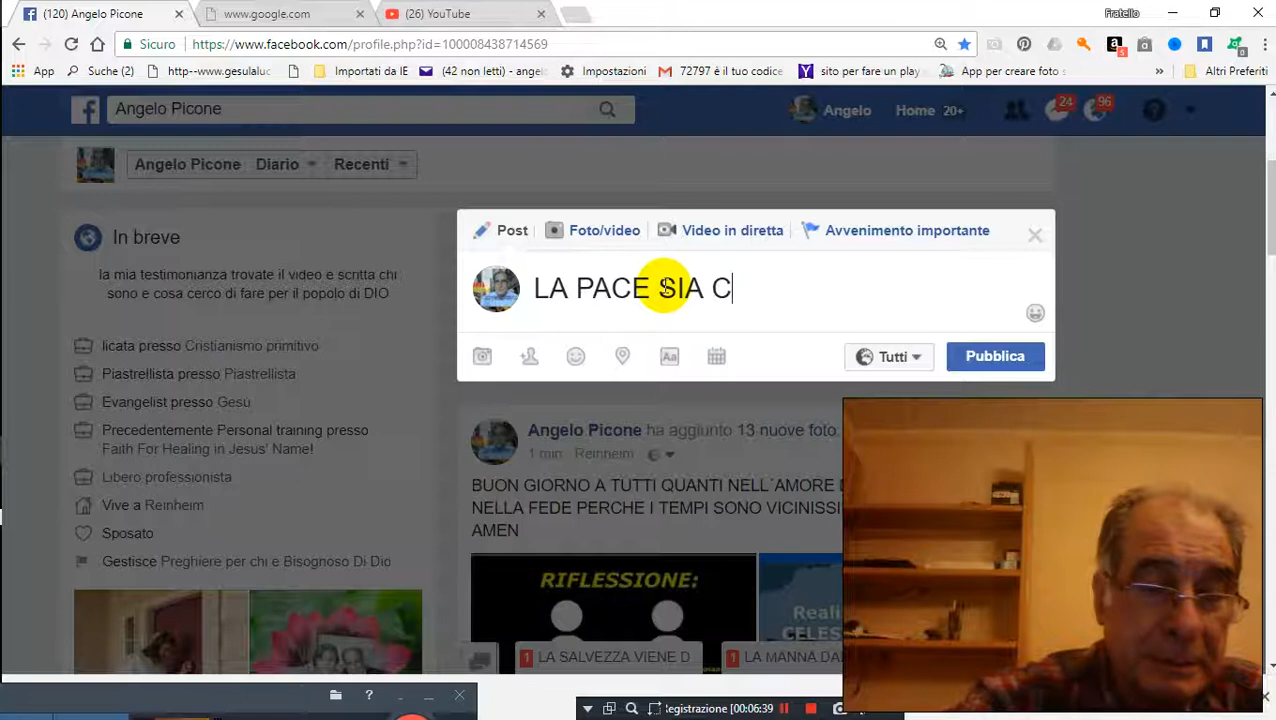 (120) Angelo Picone
www.google.com
(26) YouTube
Fratello
Sicuro
https://www.facebook.com/profile.php?id=100008438714569
App
Suche (2)
http--www.gesulaluc
Importati da IE
(42 non letti) - angel
Impostazioni
72791 è il tuo codice
sito per fare un play
App per creare foto s
»
Altri Preferiti
Angelo Picone
Angelo
Home 20+
24
96
Angelo Picone
Diario
Recenti
In breve
la mia testimonianza trovate il video e scritta chi
sono e cosa cerco di fare per il popolo di DIO
licata presso Cristianismo primitivo
Piastrellista presso Piastrellista
Evangelist presso Gesù
Precedentemente Personal training presso
Faith For Healing in Jesus' Name!
Libero professionista
Vive a Reinheim
Sposato
Gestisce Preghiere per chi e Bisognoso Di Dio
Post
Foto/video
Video in diretta
Avvenimento importante
LA PACE SIA C
Tutti
Pubblica
Angelo Picone ha aggiunto 13 nuove foto.
1 min · Reinheim
BUON GIORNO A TUTTI QUANTI NELL´AMORE
NELLA FEDE PERCHE I TEMPI SONO VICINISSI
AMEN
RIFLESSIONE:
Reali
CELES
1 LA SALVEZZA VIENE D
1 LA MANNA DA
Registrazione [00:06:39]